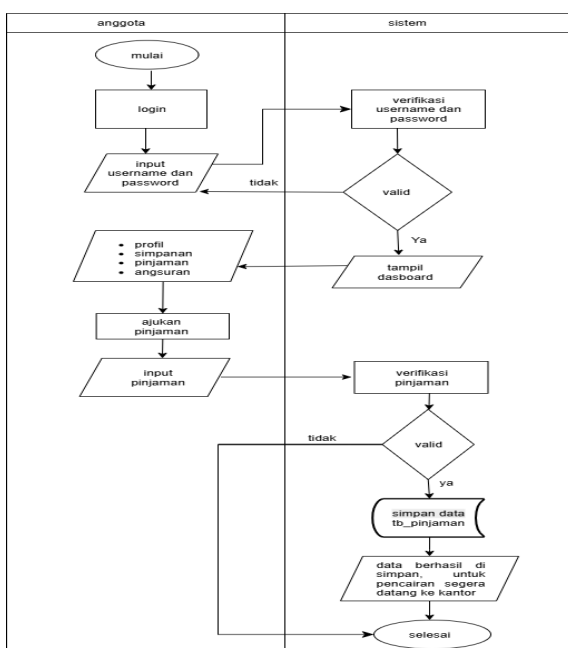 anggota
sistem
mulai
login
verifikasi
username dan
password
input
username dan
password
tidak
valid
Ya
• profil
• simpanan
• pinjaman
• angsuran
tampil
dasboard
ajukan
pinjaman
input
pinjaman
verifikasi
pinjaman
tidak
valid
ya
simpan data
tb_pinjaman
data berhasil di
simpan, untuk
pencairan segera
datang ke kantor
selesai